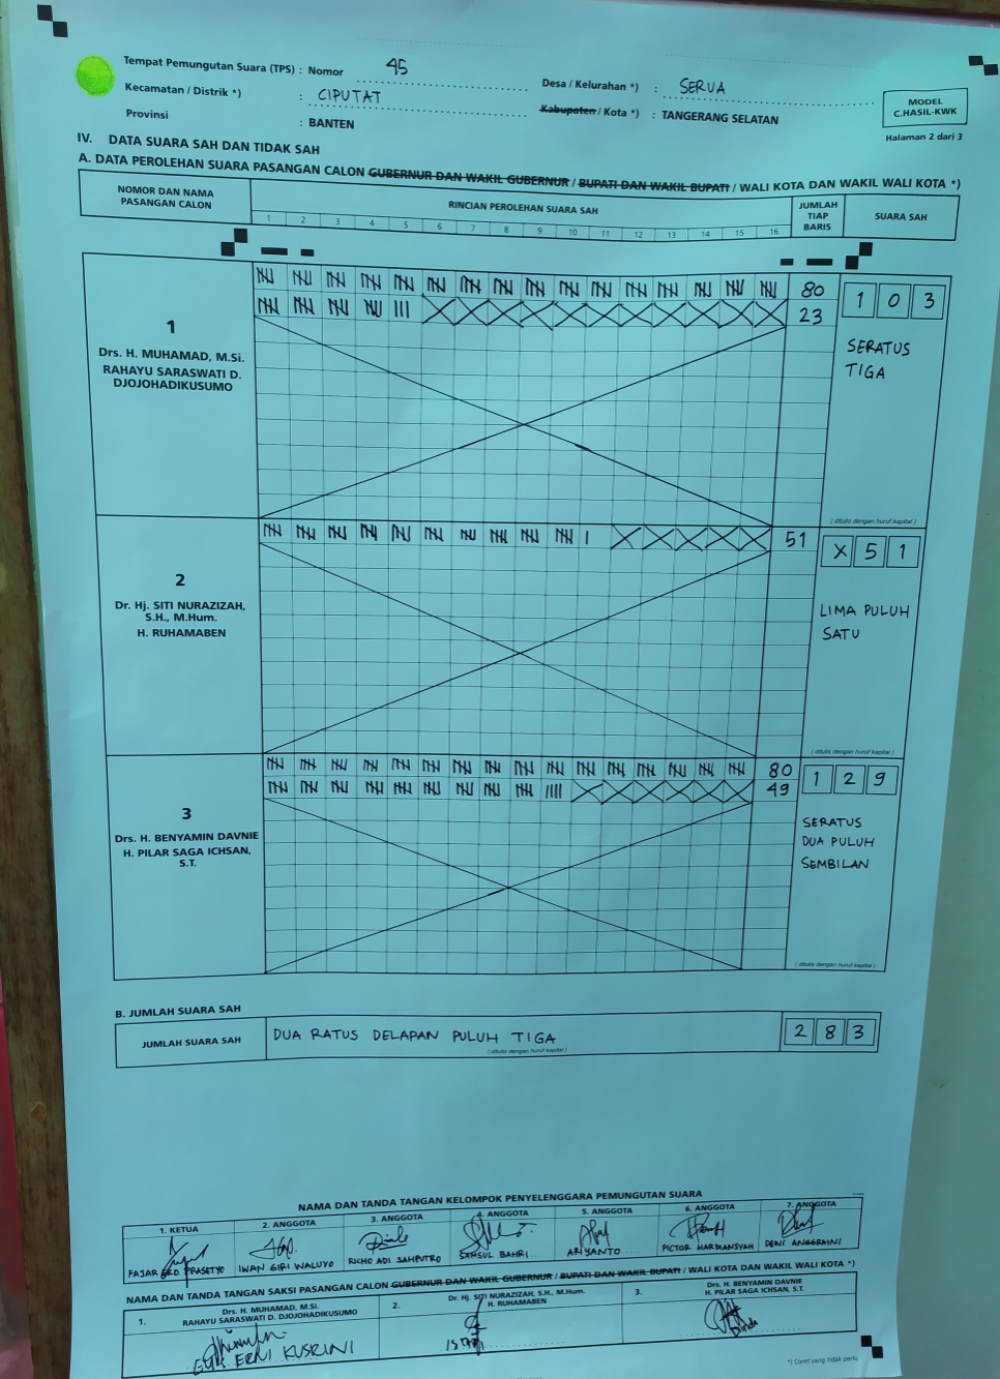 Tempat Pemungutan Suara (TPS) : Nomor 45 Desa / Kelurahan *) : SERUA
Kecamatan / Distrik *) : CIPUTAT Kabupaten / Kota *) : TANGERANG SELATAN
Provinsi : BANTEN
MODEL
C.HASIL-KWK
Halaman 2 dari 3
IV. DATA SUARA SAH DAN TIDAK SAH
A. DATA PEROLEHAN SUARA PASANGAN CALON GUBERNUR DAN WAKIL GUBERNUR / BUPATI DAN WAKIL BUPATI / WALI KOTA DAN WAKIL WALI KOTA *)
NOMOR DAN NAMA
PASANGAN CALON
RINCIAN PEROLEHAN SUARA SAH
1 2 3 4 5 6 7 8 9 10 11 12 13 14 15 16
JUMLAH
TIAP
BARIS
SUARA SAH
1
Drs. H. MUHAMAD, M.Si.
RAHAYU SARASWATI D.
DJOJOHADIKUSUMO
80
23
1 0 3
SERATUS
TIGA
( ditulis dengan huruf kapital )
2
Dr. Hj. SITI NURAZIZAH,
S.H., M.Hum.
H. RUHAMABEN
51
X 5 1
LIMA PULUH
SATU
( ditulis dengan huruf kapital )
3
Drs. H. BENYAMIN DAVNIE
H. PILAR SAGA ICHSAN,
S.T.
80
49
1 2 9
SERATUS
DUA PULUH
SEMBILAN
( ditulis dengan huruf kapital )
B. JUMLAH SUARA SAH
JUMLAH SUARA SAH DUA RATUS DELAPAN PULUH TIGA 2 8 3
( ditulis dengan huruf kapital )
NAMA DAN TANDA TANGAN KELOMPOK PENYELENGGARA PEMUNGUTAN SUARA
1. KETUA 2. ANGGOTA 3. ANGGOTA 4. ANGGOTA 5. ANGGOTA 6. ANGGOTA 7. ANGGOTA
FAJAR EKO PRASETYO IWAN GIRI WALUYO RICHO ADI SAHPUTRO SAMSUL BAHRI ARIYANTO PICTOR HARDIANSYAH DENI ANGGRAINI
NAMA DAN TANDA TANGAN SAKSI PASANGAN CALON GUBERNUR DAN WAKIL GUBERNUR / BUPATI DAN WAKIL BUPATI / WALI KOTA DAN WAKIL WALI KOTA *)
1. Drs. H. MUHAMAD, M.Si.
RAHAYU SARASWATI D. DJOJOHADIKUSUMO
ERNI KUSRINI
2. Dr. Hj. SITI NURAZIZAH, S.H., M.Hum.
H. RUHAMABEN
3. Drs. H. BENYAMIN DAVNIE
H. PILAR SAGA ICHSAN, S.T.
Dinda
*) Coret yang tidak perlu